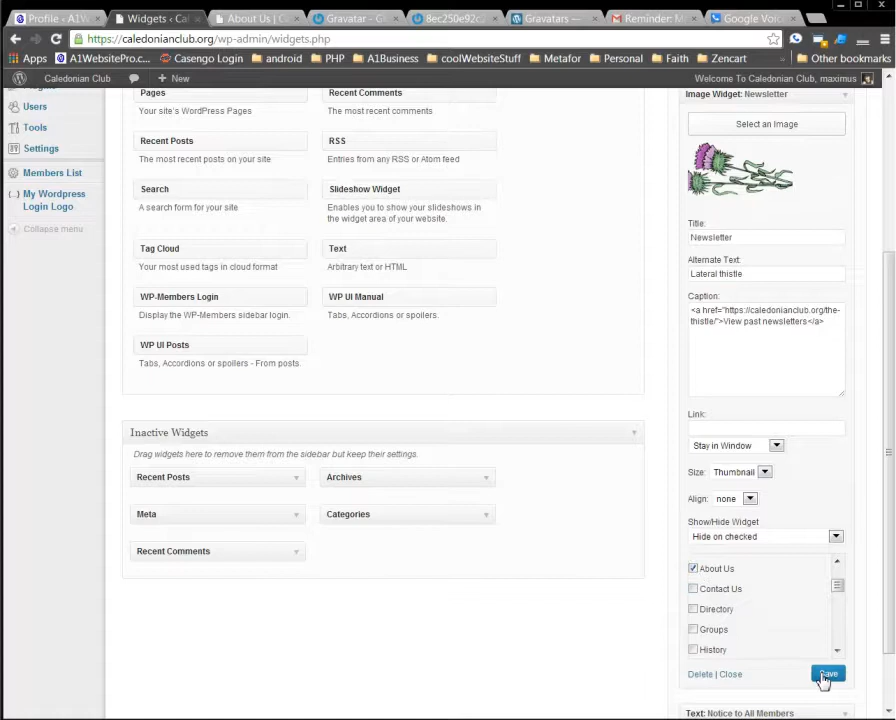 Profile ‹ A1W
Widgets ‹ Cal
About Us | Ca
Gravatar - Gl
8ec250e92c2
Gravatars —
Reminder: M
Google Voic
https://caledonianclub.org/wp-admin/widgets.php
Apps
A1WebsitePro.c...
Casengo Login
android
PHP
A1Business
coolWebsiteStuff
Metafor
Personal
Faith
Zencart
»
Other bookmarks
Caledonian Club
+ New
Welcome To Caledonian Club, maximus
Users
Tools
Settings
Members List
My Wordpress
Login Logo
Collapse menu
Pages
Recent Comments
Your site's WordPress Pages
The most recent comments
Recent Posts
RSS
The most recent posts on your site
Entries from any RSS or Atom feed
Search
Slideshow Widget
A search form for your site
Enables you to show your slideshows in
the widget area of your website.
Tag Cloud
Text
Your most used tags in cloud format
Arbitrary text or HTML
WP-Members Login
WP UI Manual
Display the WP-Members sidebar login.
Tabs, Accordions or spoilers.
WP UI Posts
Tabs, Accordions or spoilers - From posts.
Inactive Widgets
Drag widgets here to remove them from the sidebar but keep their settings.
Recent Posts
Archives
Meta
Categories
Recent Comments
Image Widget: Newsletter
Select an Image
Title:
Newsletter
Alternate Text:
Lateral thistle
Caption:
<a href="https://caledonianclub.org/the-
thistle/">View past newsletters</a>
Link:
Stay in Window
Size: Thumbnail
Align: none
Show/Hide Widget
Hide on checked
About Us
Contact Us
Directory
Groups
History
Delete | Close
Save
Text: Notice to All Members